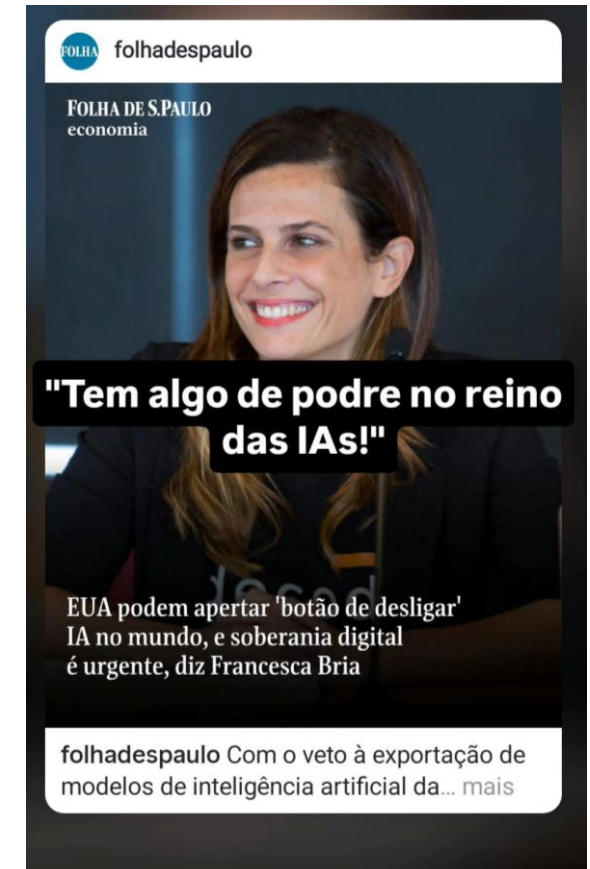 FOLHA
folhadespaulo
FOLHA DE S.PAULO
economia
"Tem algo de podre no reino
das IAs!"
EUA podem apertar 'botão de desligar'
IA no mundo, e soberania digital
é urgente, diz Francesca Bria
folhadespaulo Com o veto à exportação de
modelos de inteligência artificial da... mais